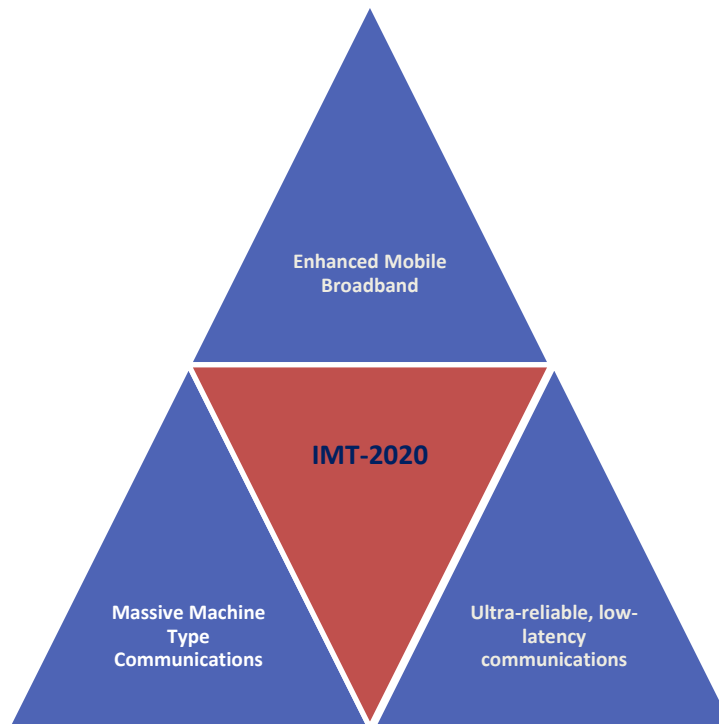 Enhanced Mobile
Broadband
IMT-2020
Massive Machine
Type
Communications
Ultra-reliable, low-
latency
communications